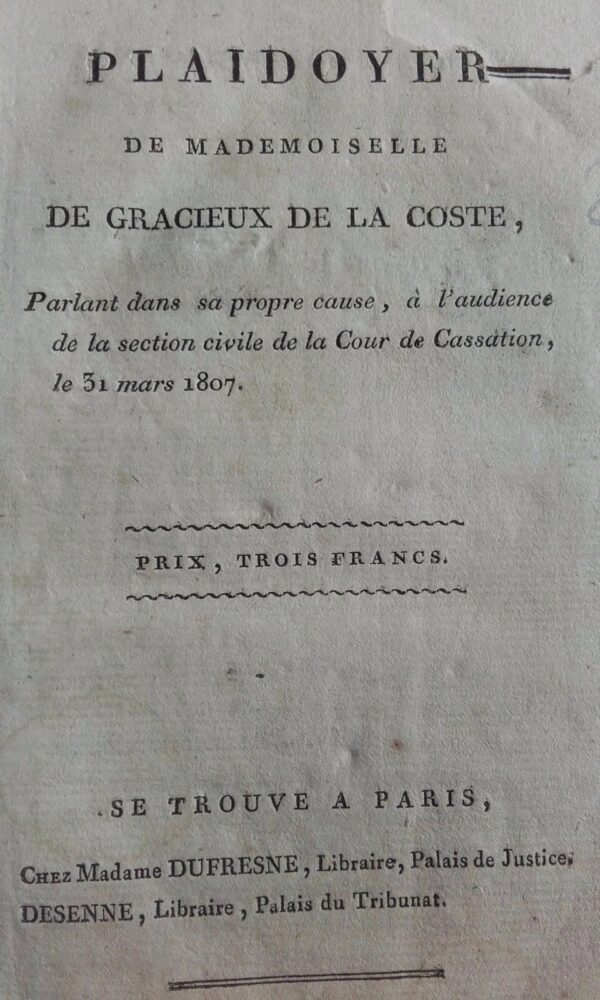 PLAIDOYER
DE MADEMOISELLE
DE GRACIEUX DE LA COSTE,
Parlant dans sa propre cause, à l'audience
de la section civile de la Cour de Cassation,
le 31 mars 1807.
PRIX, TROIS FRANCS.
SE TROUVE A PARIS,
CHEZ Madame DUFRESNE, Libraire, Palais de Justice;
DESENNE, Libraire, Palais du Tribunat.